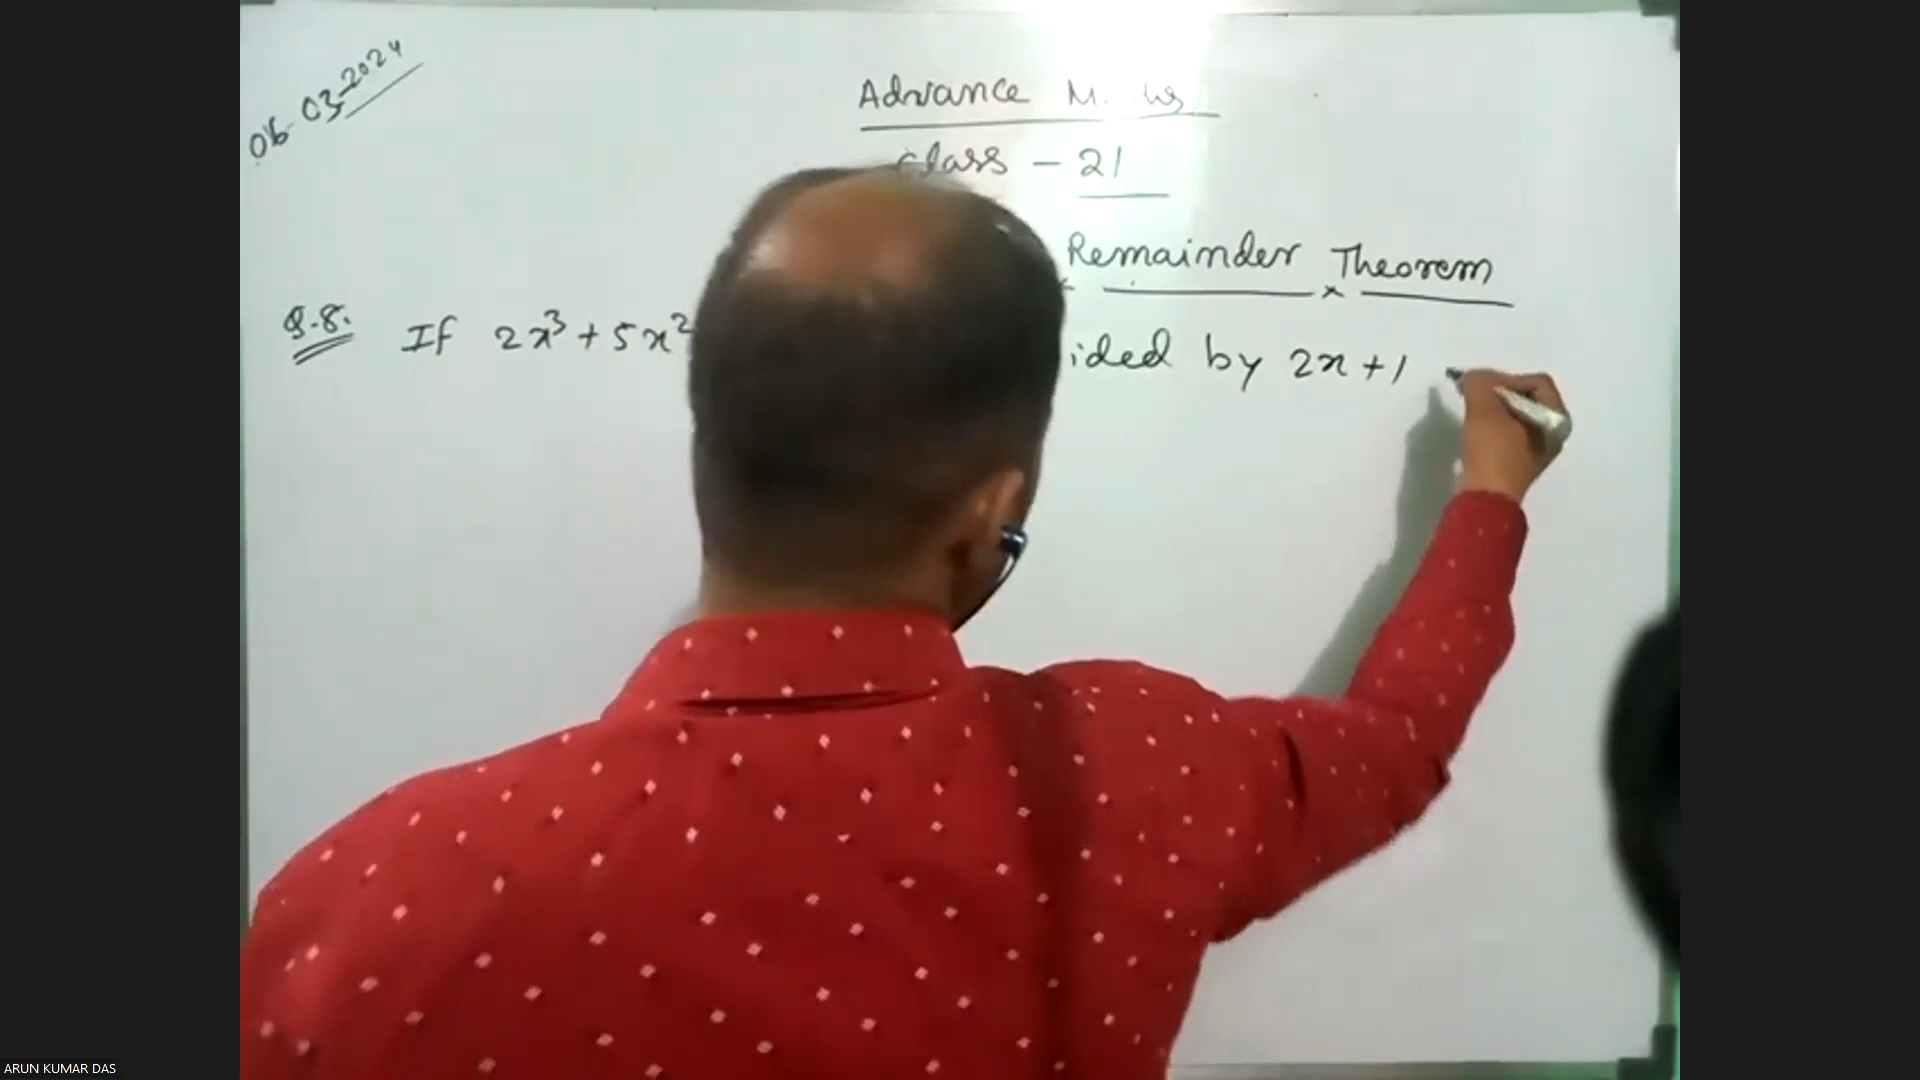 06-03-2024
Advance
class - 21
Remainder Theorem
Q.8. If 2x³ + 5x² ided by 2x + 1
ARUN KUMAR DAS